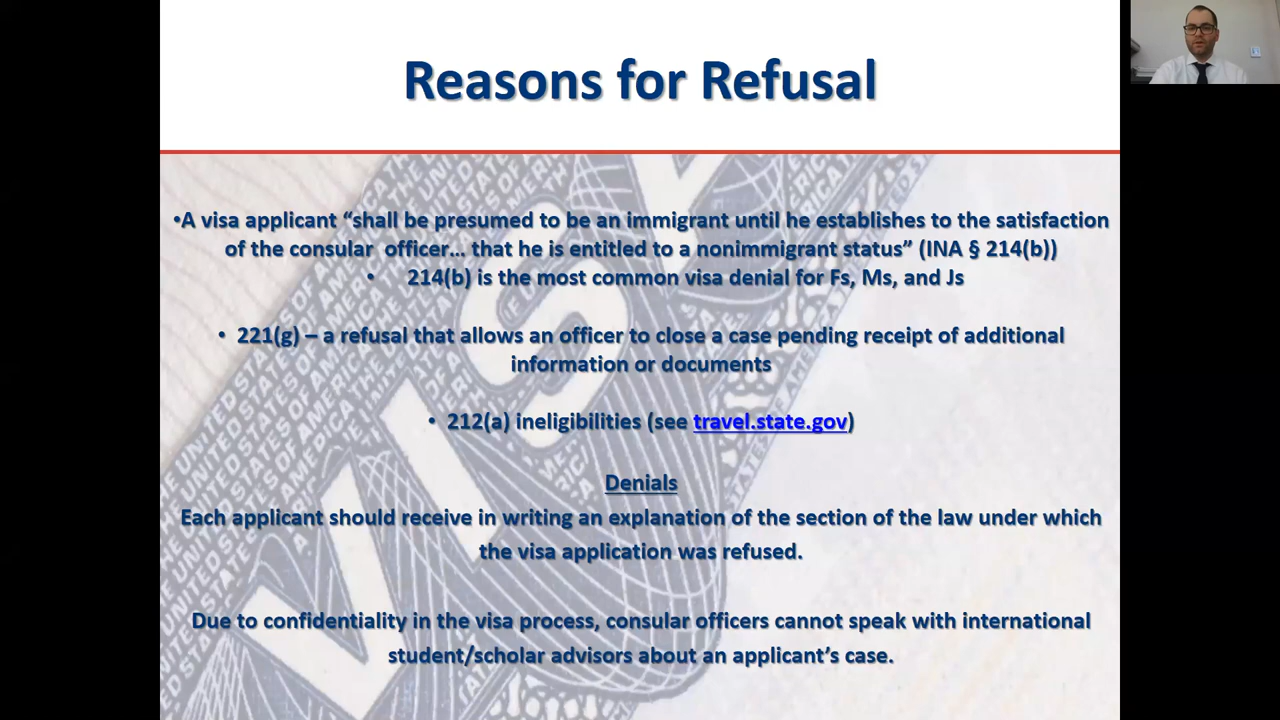 Reasons for Refusal
•A visa applicant “shall be presumed to be an immigrant until he establishes to the satisfaction
of the consular officer… that he is entitled to a nonimmigrant status” (INA § 214(b))
• 214(b) is the most common visa denial for Fs, Ms, and Js
• 221(g) – a refusal that allows an officer to close a case pending receipt of additional
information or documents
• 212(a) ineligibilities (see travel.state.gov)
Denials
Each applicant should receive in writing an explanation of the section of the law under which
the visa application was refused.
Due to confidentiality in the visa process, consular officers cannot speak with international
student/scholar advisors about an applicant’s case.
VISA